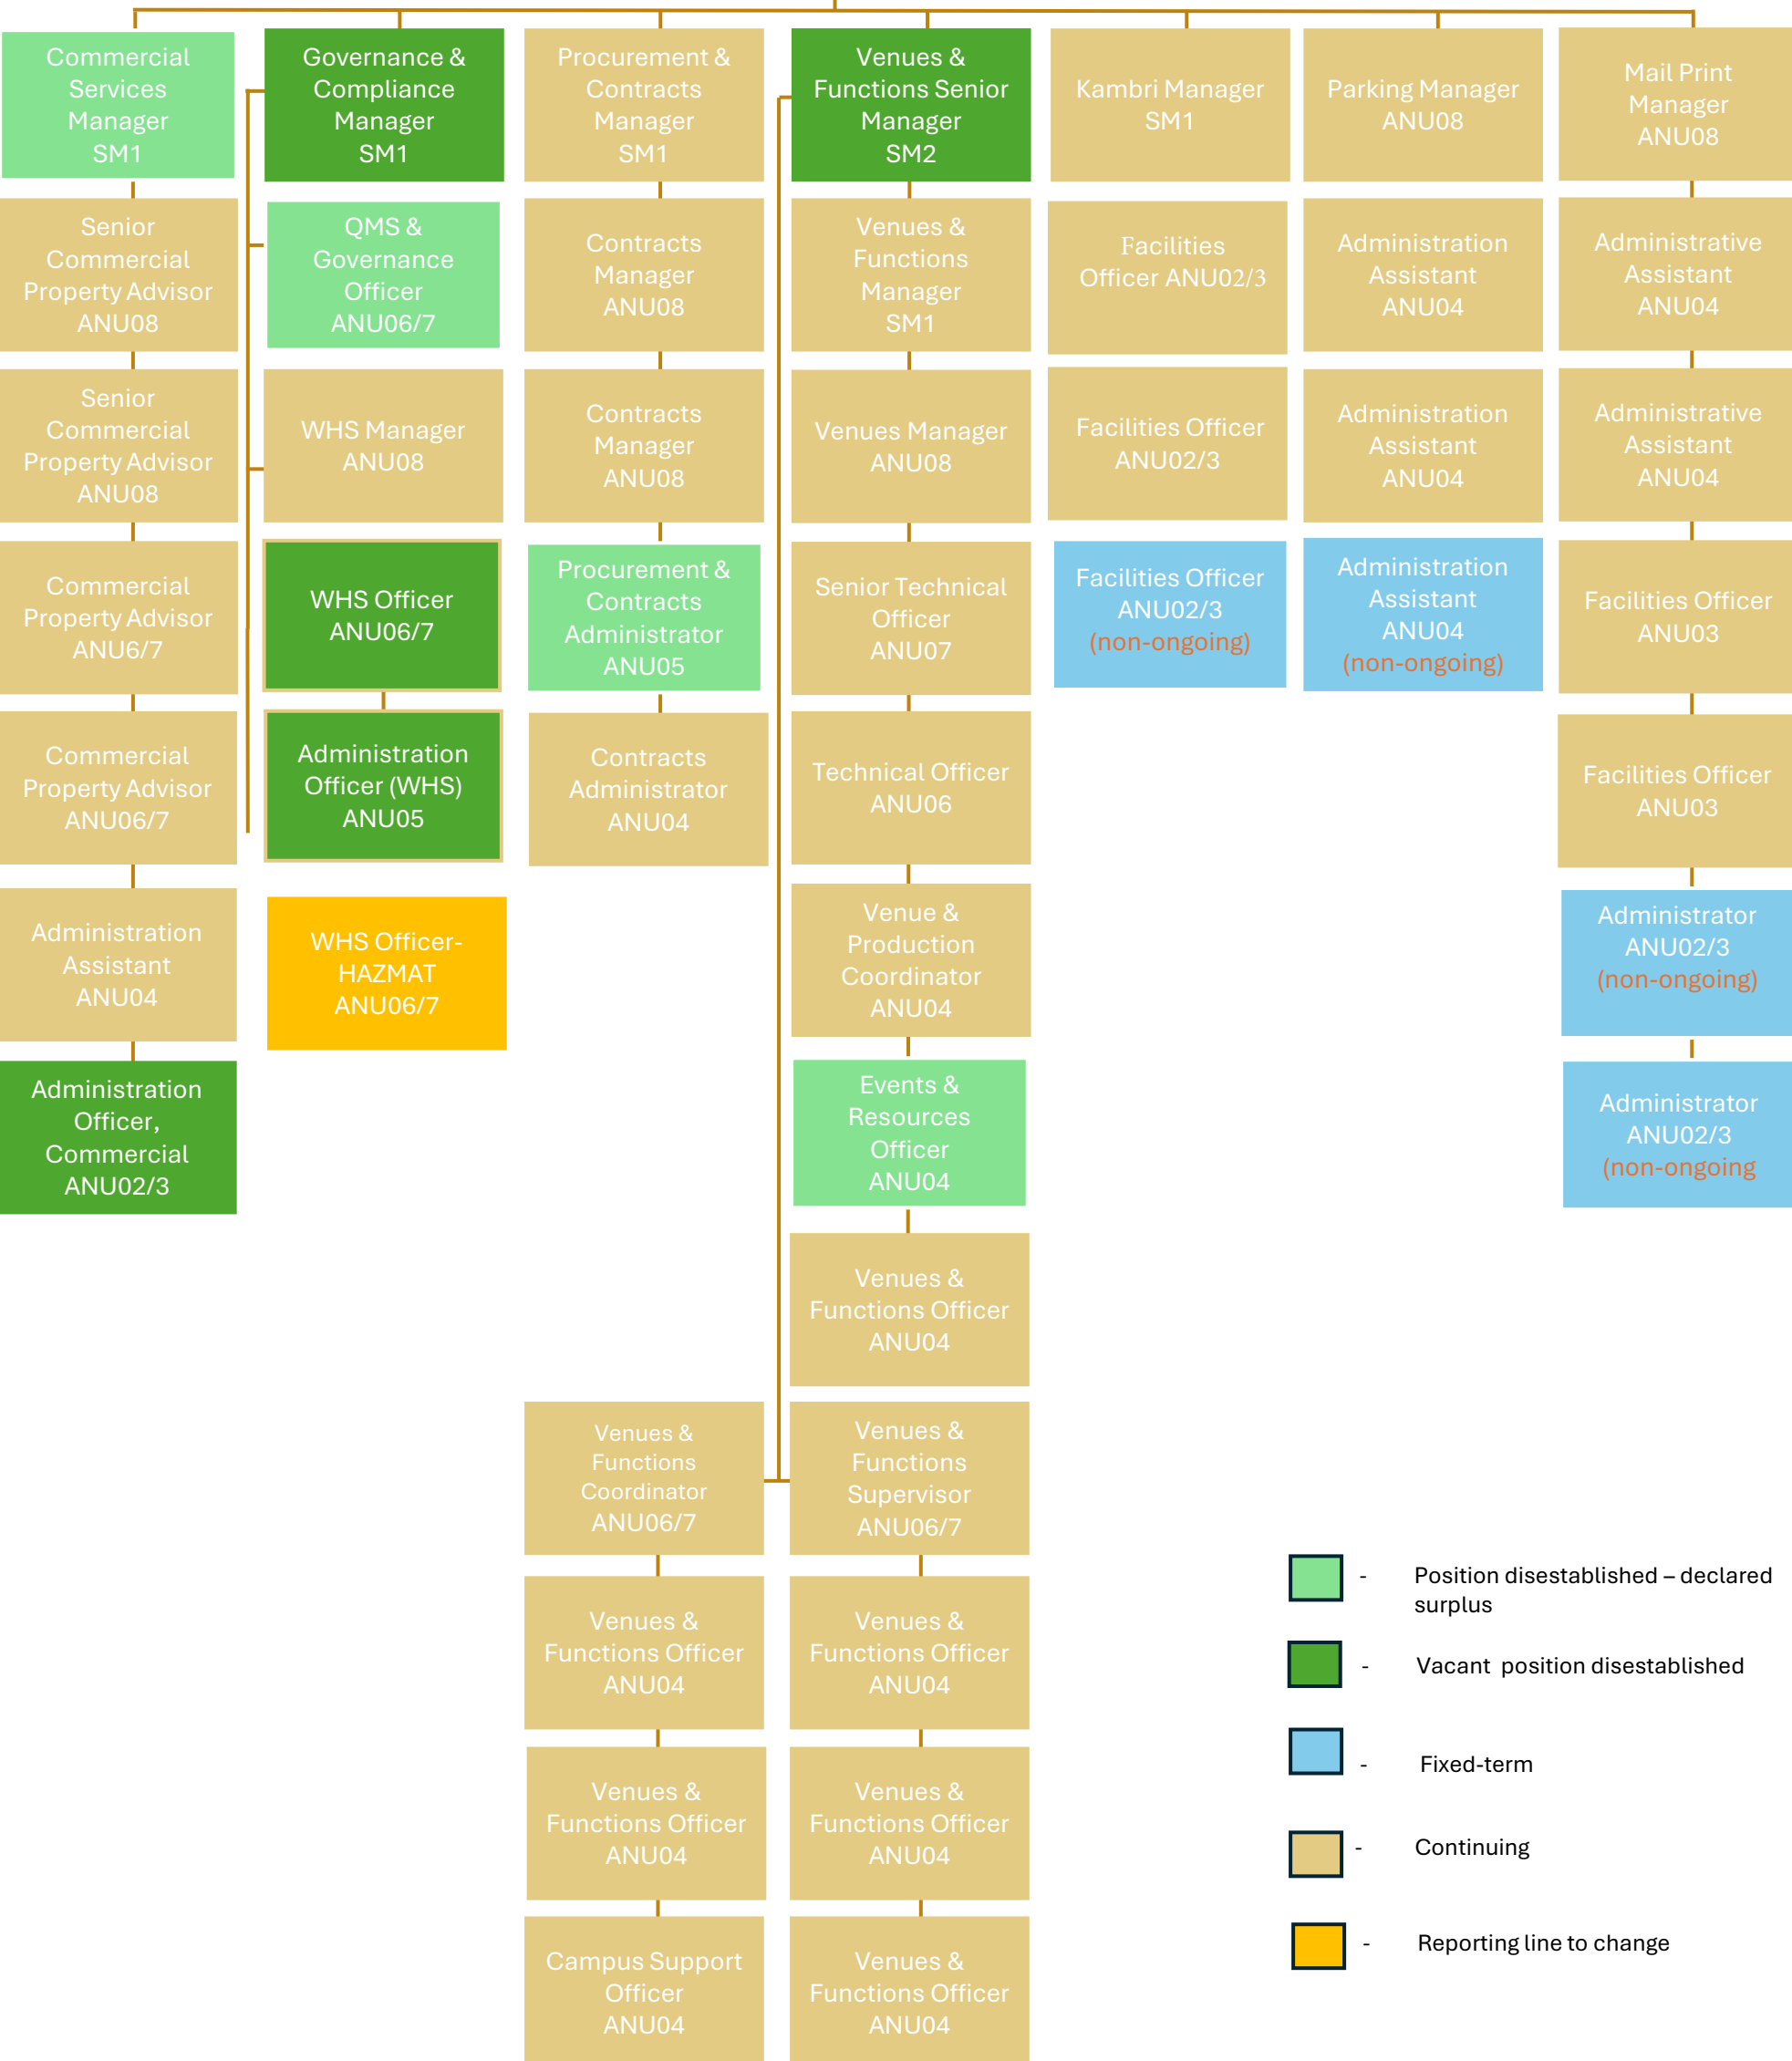 Commercial
Services
Manager
SM1
Governance &
Compliance
Manager
SM1
Procurement &
Contracts
Manager
SM1
Venues &
Functions Senior
Manager
SM2
Kambri Manager
SM1
Parking Manager
ANU08
Mail Print
Manager
ANU08
Senior
Commercial
Property Advisor
ANU08
QMS &
Governance
Officer
ANU06/7
Contracts
Manager
ANU08
Venues &
Functions
Manager
SM1
Facilities
Officer ANU02/3
Administration
Assistant
ANU04
Administrative
Assistant
ANU04
Senior
Commercial
Property Advisor
ANU08
WHS Manager
ANU08
Contracts
Manager
ANU08
Venues Manager
ANU08
Facilities Officer
ANU02/3
Administration
Assistant
ANU04
Administrative
Assistant
ANU04
Commercial
Property Advisor
ANU6/7
WHS Officer
ANU06/7
Procurement &
Contracts
Administrator
ANU05
Senior Technical
Officer
ANU07
Facilities Officer
ANU02/3
(non-ongoing)
Administration
Assistant
ANU04
(non-ongoing)
Facilities Officer
ANU03
Commercial
Property Advisor
ANU06/7
Administration
Officer (WHS)
ANU05
Contracts
Administrator
ANU04
Technical Officer
ANU06
Facilities Officer
ANU03
Administration
Assistant
ANU04
WHS Officer-
HAZMAT
ANU06/7
Venue &
Production
Coordinator
ANU04
Administrator
ANU02/3
(non-ongoing)
Administration
Officer,
Commercial
ANU02/3
Events &
Resources
Officer
ANU04
Administrator
ANU02/3
(non-ongoing
Venues &
Functions Officer
ANU04
Venues &
Functions
Coordinator
ANU06/7
Venues &
Functions
Supervisor
ANU06/7
Venues &
Functions Officer
ANU04
Venues &
Functions Officer
ANU04
Venues &
Functions Officer
ANU04
Venues &
Functions Officer
ANU04
Campus Support
Officer
ANU04
Venues &
Functions Officer
ANU04
- Position disestablished – declared
surplus
- Vacant position disestablished
- Fixed-term
- Continuing
- Reporting line to change